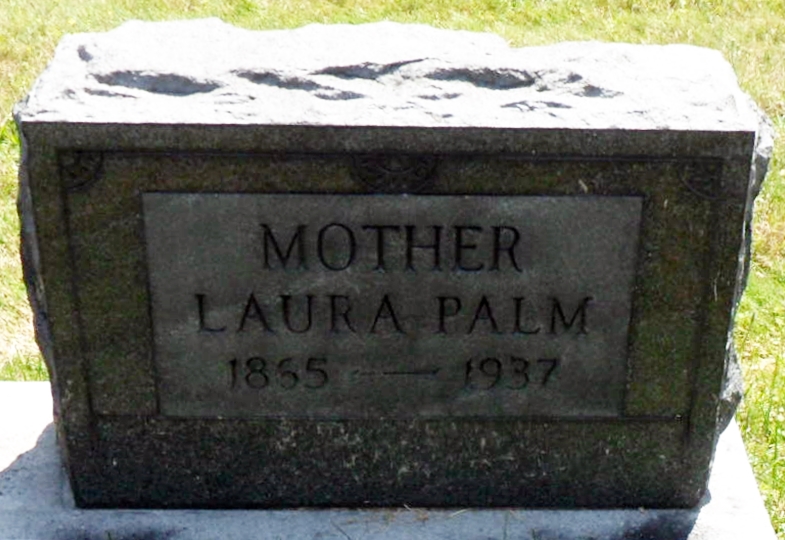 MOTHER
LAURA PALM
1865 — 1937